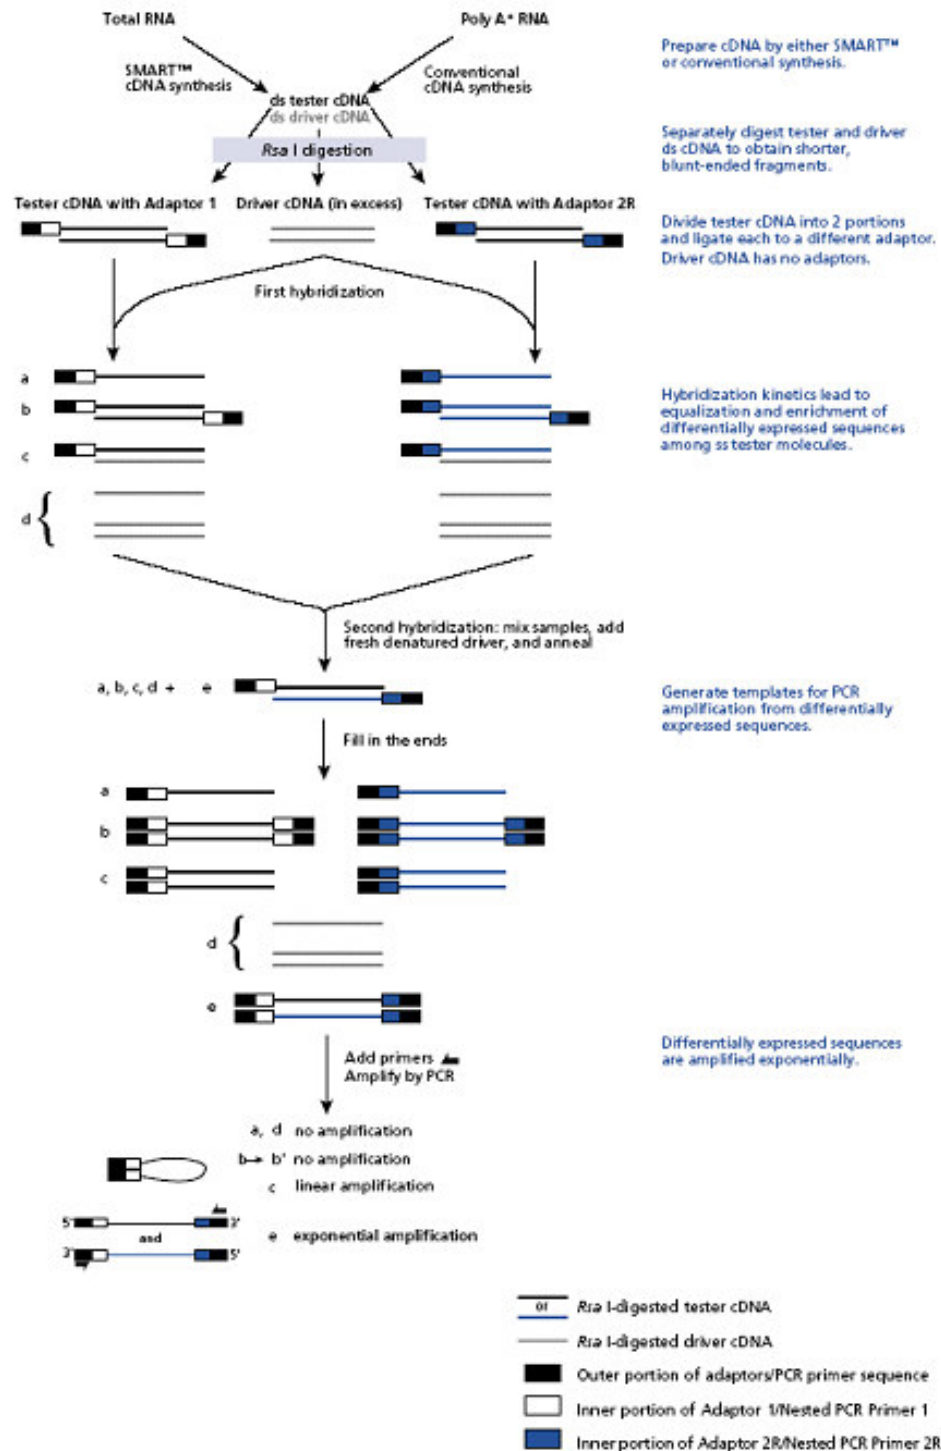 Total RNA
Poly A+ RNA
Prepare cDNA by either SMART™
or conventional synthesis.
SMART™
cDNA synthesis
Conventional
cDNA synthesis
ds tester cDNA
ds driver cDNA
Rsa I digestion
Separately digest tester and driver
ds cDNA to obtain shorter,
blunt-ended fragments.
Tester cDNA with Adaptor 1
Driver cDNA (in excess)
Tester cDNA with Adaptor 2R
Divide tester cDNA into 2 portions
and ligate each to a different adaptor.
Driver cDNA has no adaptors.
First hybridization
a
b
c
d {
Hybridization kinetics lead to
equalization and enrichment of
differentially expressed sequences
among ss tester molecules.
Second hybridization: mix samples, add
fresh denatured driver, and anneal
a, b, c, d + e
Generate templates for PCR
amplification from differentially
expressed sequences.
Fill in the ends
a
b
c
d {
e
Add primers
Amplify by PCR
Differentially expressed sequences
are amplified exponentially.
a, d no amplification
b→ b' no amplification
c linear amplification
5' 3'
and
3' 5'
e exponential amplification
or Rsa I-digested tester cDNA
Rsa I-digested driver cDNA
Outer portion of adaptors/PCR primer sequence
Inner portion of Adaptor 1/Nested PCR Primer 1
Inner portion of Adaptor 2R/Nested PCR Primer 2R